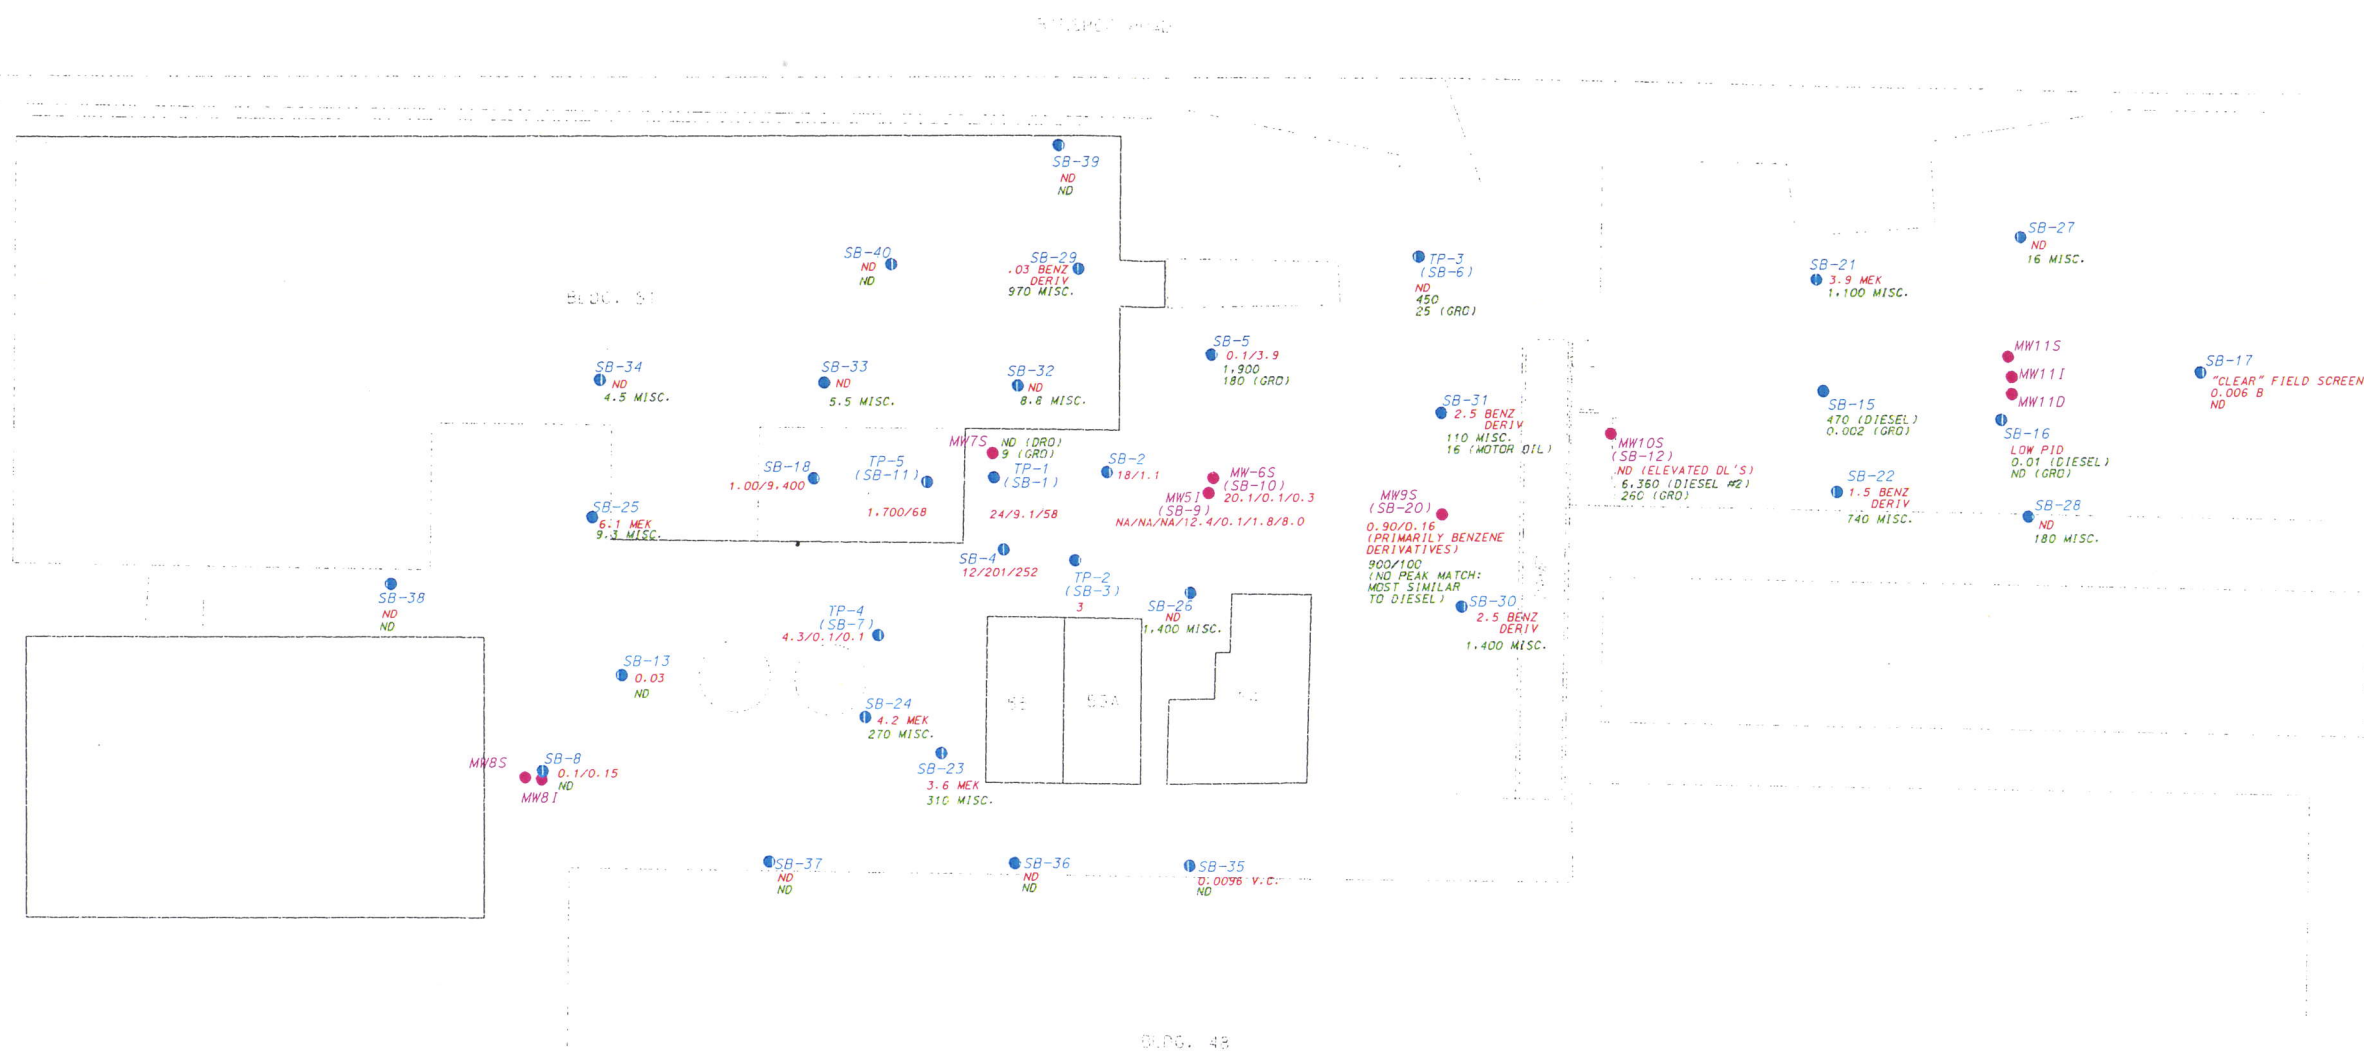 SB-39
ND
ND
SB-40
ND
ND
SB-29
.03 BENZ
DERIV
970 MISC.
TP-3
(SB-6)
ND
450
25 (GRO)
SB-27
ND
16 MISC.
SB-21
3.9 MEK
1,100 MISC.
BLDG. 51
SB-34
ND
4.5 MISC.
SB-33
ND
5.5 MISC.
SB-32
ND
8.8 MISC.
SB-5
0.1/3.9
1,900
180 (GRO)
SB-31
2.5 BENZ
DERIV
110 MISC.
16 (MOTOR OIL)
MW11S
MW11I
MW11D
SB-17
"CLEAR" FIELD SCREEN
0.006 B
ND
SB-15
470 (DIESEL)
0.002 (GRO)
SB-16
LOW PID
0.01 (DIESEL)
ND (GRO)
MW10S
(SB-12)
ND (ELEVATED DL'S)
6,360 (DIESEL #2)
260 (GRO)
SB-22
1.5 BENZ
DERIV
740 MISC.
SB-28
ND
180 MISC.
MW7S
ND (DRO)
9 (GRO)
SB-18
1.00/9,400
TP-5
(SB-11)
1,700/68
TP-1
(SB-1)
24/9.1/58
SB-2
18/1.1
MW-6S
(SB-10)
20.1/0.1/0.3
MW5I
(SB-9)
NA/NA/NA/12.4/0.1/1.8/8.0
MW9S
(SB-20)
0.90/0.16
(PRIMARILY BENZENE
DERIVATIVES)
900/100
(NO PEAK MATCH:
MOST SIMILAR
TO DIESEL)
SB-25
6.1 MEK
9.3 MISC.
SB-4
12/201/252
TP-2
(SB-3)
3
SB-26
ND
1,400 MISC.
SB-30
2.5 BENZ
DERIV
1,400 MISC.
SB-38
ND
ND
TP-4
(SB-7)
4.3/0.1/0.1
SB-13
0.03
ND
SB-24
4.2 MEK
270 MISC.
53A
SB-23
3.6 MEK
310 MISC.
MW8S
SB-8
0.1/0.15
ND
MW8I
SB-37
ND
ND
SB-36
ND
ND
SB-35
0.0096 V.C.
ND
BLDG. 48